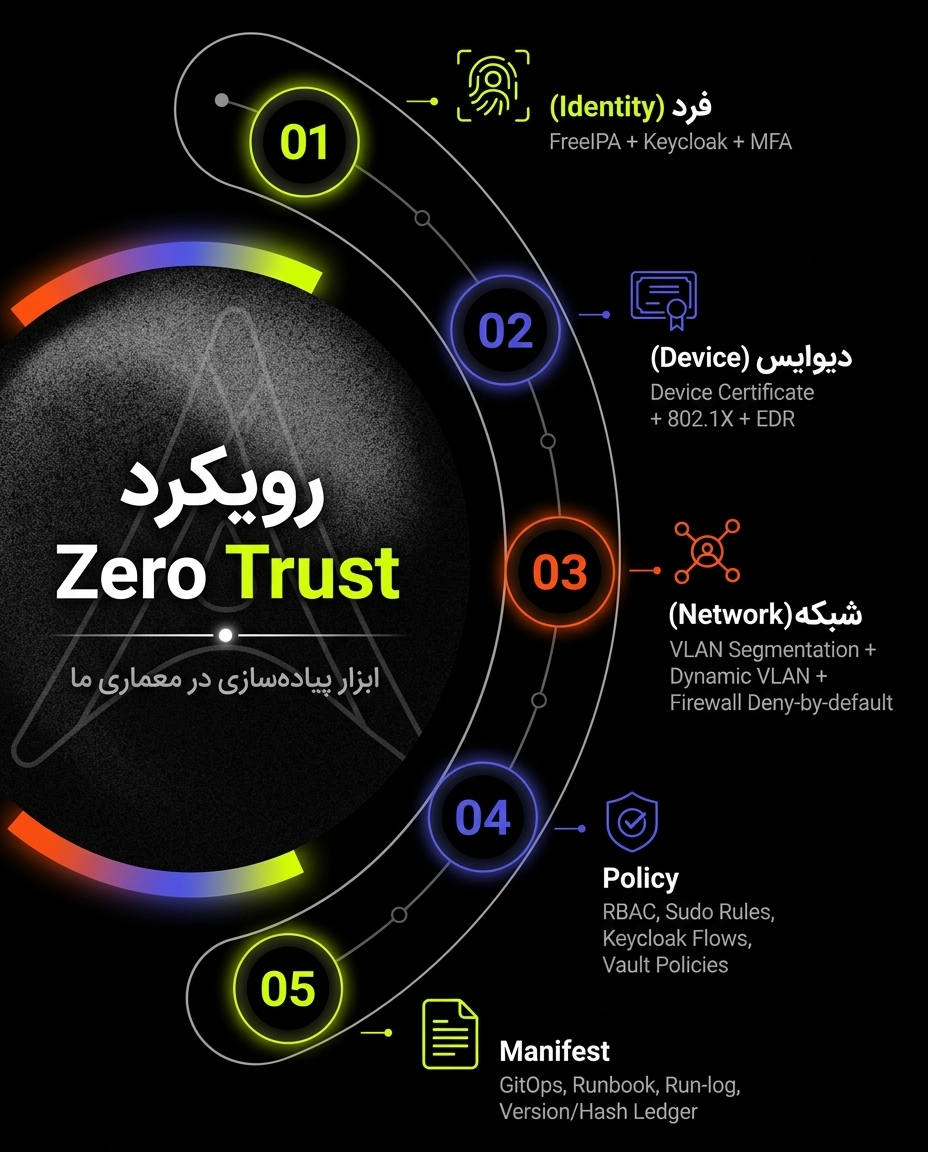 رویکرد
Zero Trust
ابزار پیاده‌سازی در معماری ما
01
فرد (Identity)
FreeIPA + Keycloak + MFA
02
دیوایس (Device)
Device Certificate
+ 802.1X + EDR
03
شبکه (Network)
VLAN Segmentation +
Dynamic VLAN +
Firewall Deny-by-default
04
Policy
RBAC, Sudo Rules,
Keycloak Flows,
Vault Policies
05
Manifest
GitOps, Runbook, Run-log,
Version/Hash Ledger